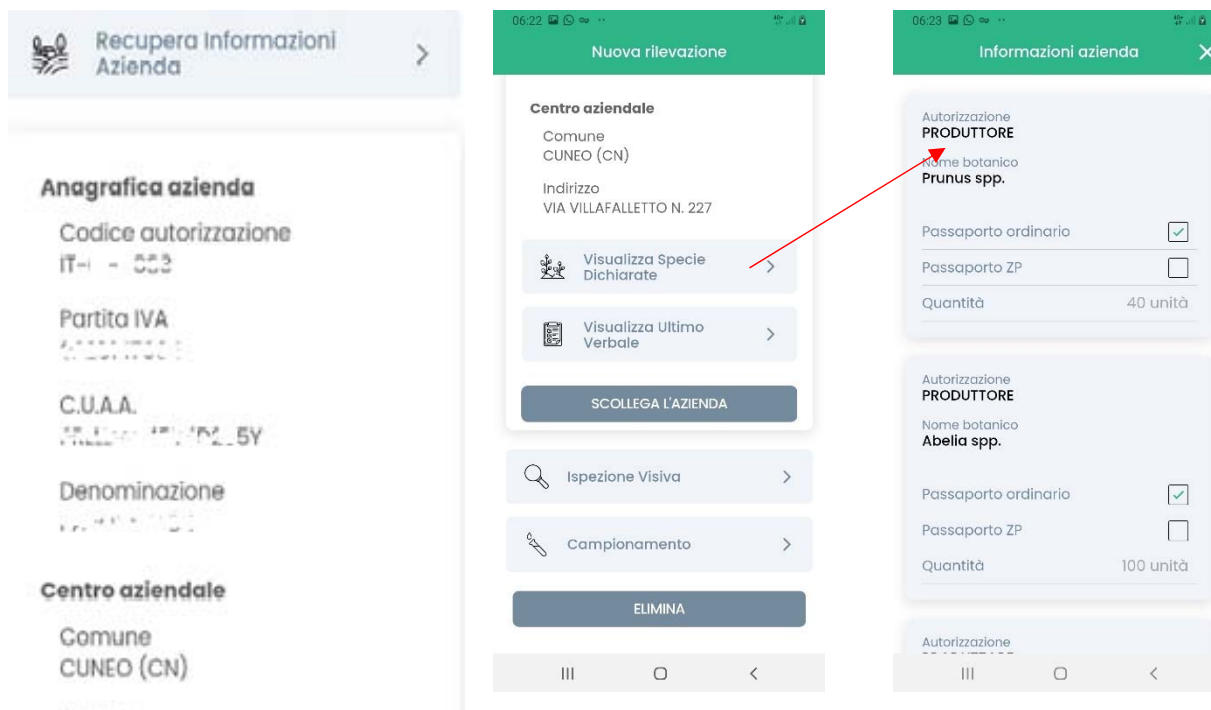 Recupera Informazioni
Azienda
Anagrafica azienda
Codice autorizzazione
Partita IVA
C.U.A.A.
Denominazione
Centro aziendale
Comune
CUNEO (CN)
06:22
Nuova rilevazione
Centro aziendale
Comune
CUNEO (CN)
Indirizzo
VIA VILLAFALLETTO N. 227
Visualizza Specie
Dichiarate
Visualizza Ultimo
Verbale
SCOLLEGA L'AZIENDA
Ispezione Visiva
Campionamento
ELIMINA
06:23
Informazioni azienda
Autorizzazione
PRODUTTORE
Nome botanico
Prunus spp.
Passaporto ordinario
Passaporto ZP
Quantità 40 unità
Autorizzazione
PRODUTTORE
Nome botanico
Abelia spp.
Passaporto ordinario
Passaporto ZP
Quantità 100 unità
Autorizzazione